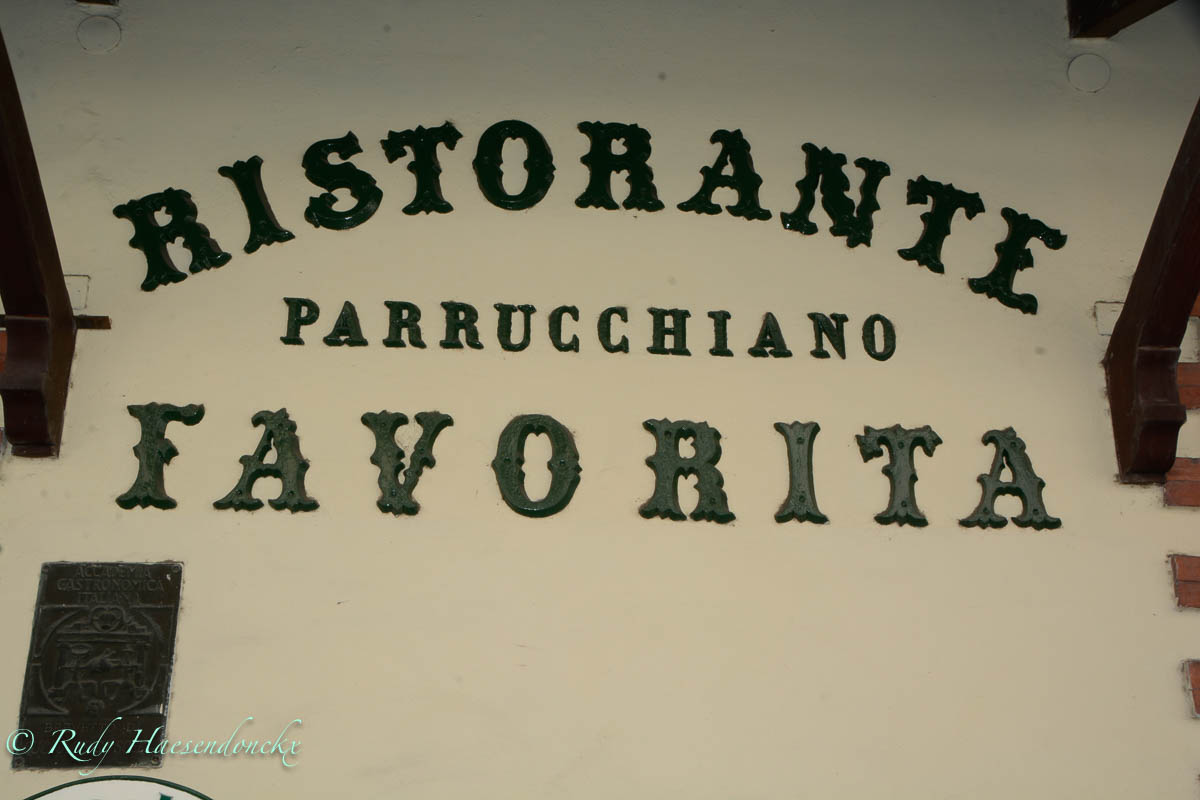 RISTORANTE
PARRUCCHIANO
FAVORITA
ACCADEMIA
GASTRONOMICA
ITALIANA
© Rudy Haesendonckx